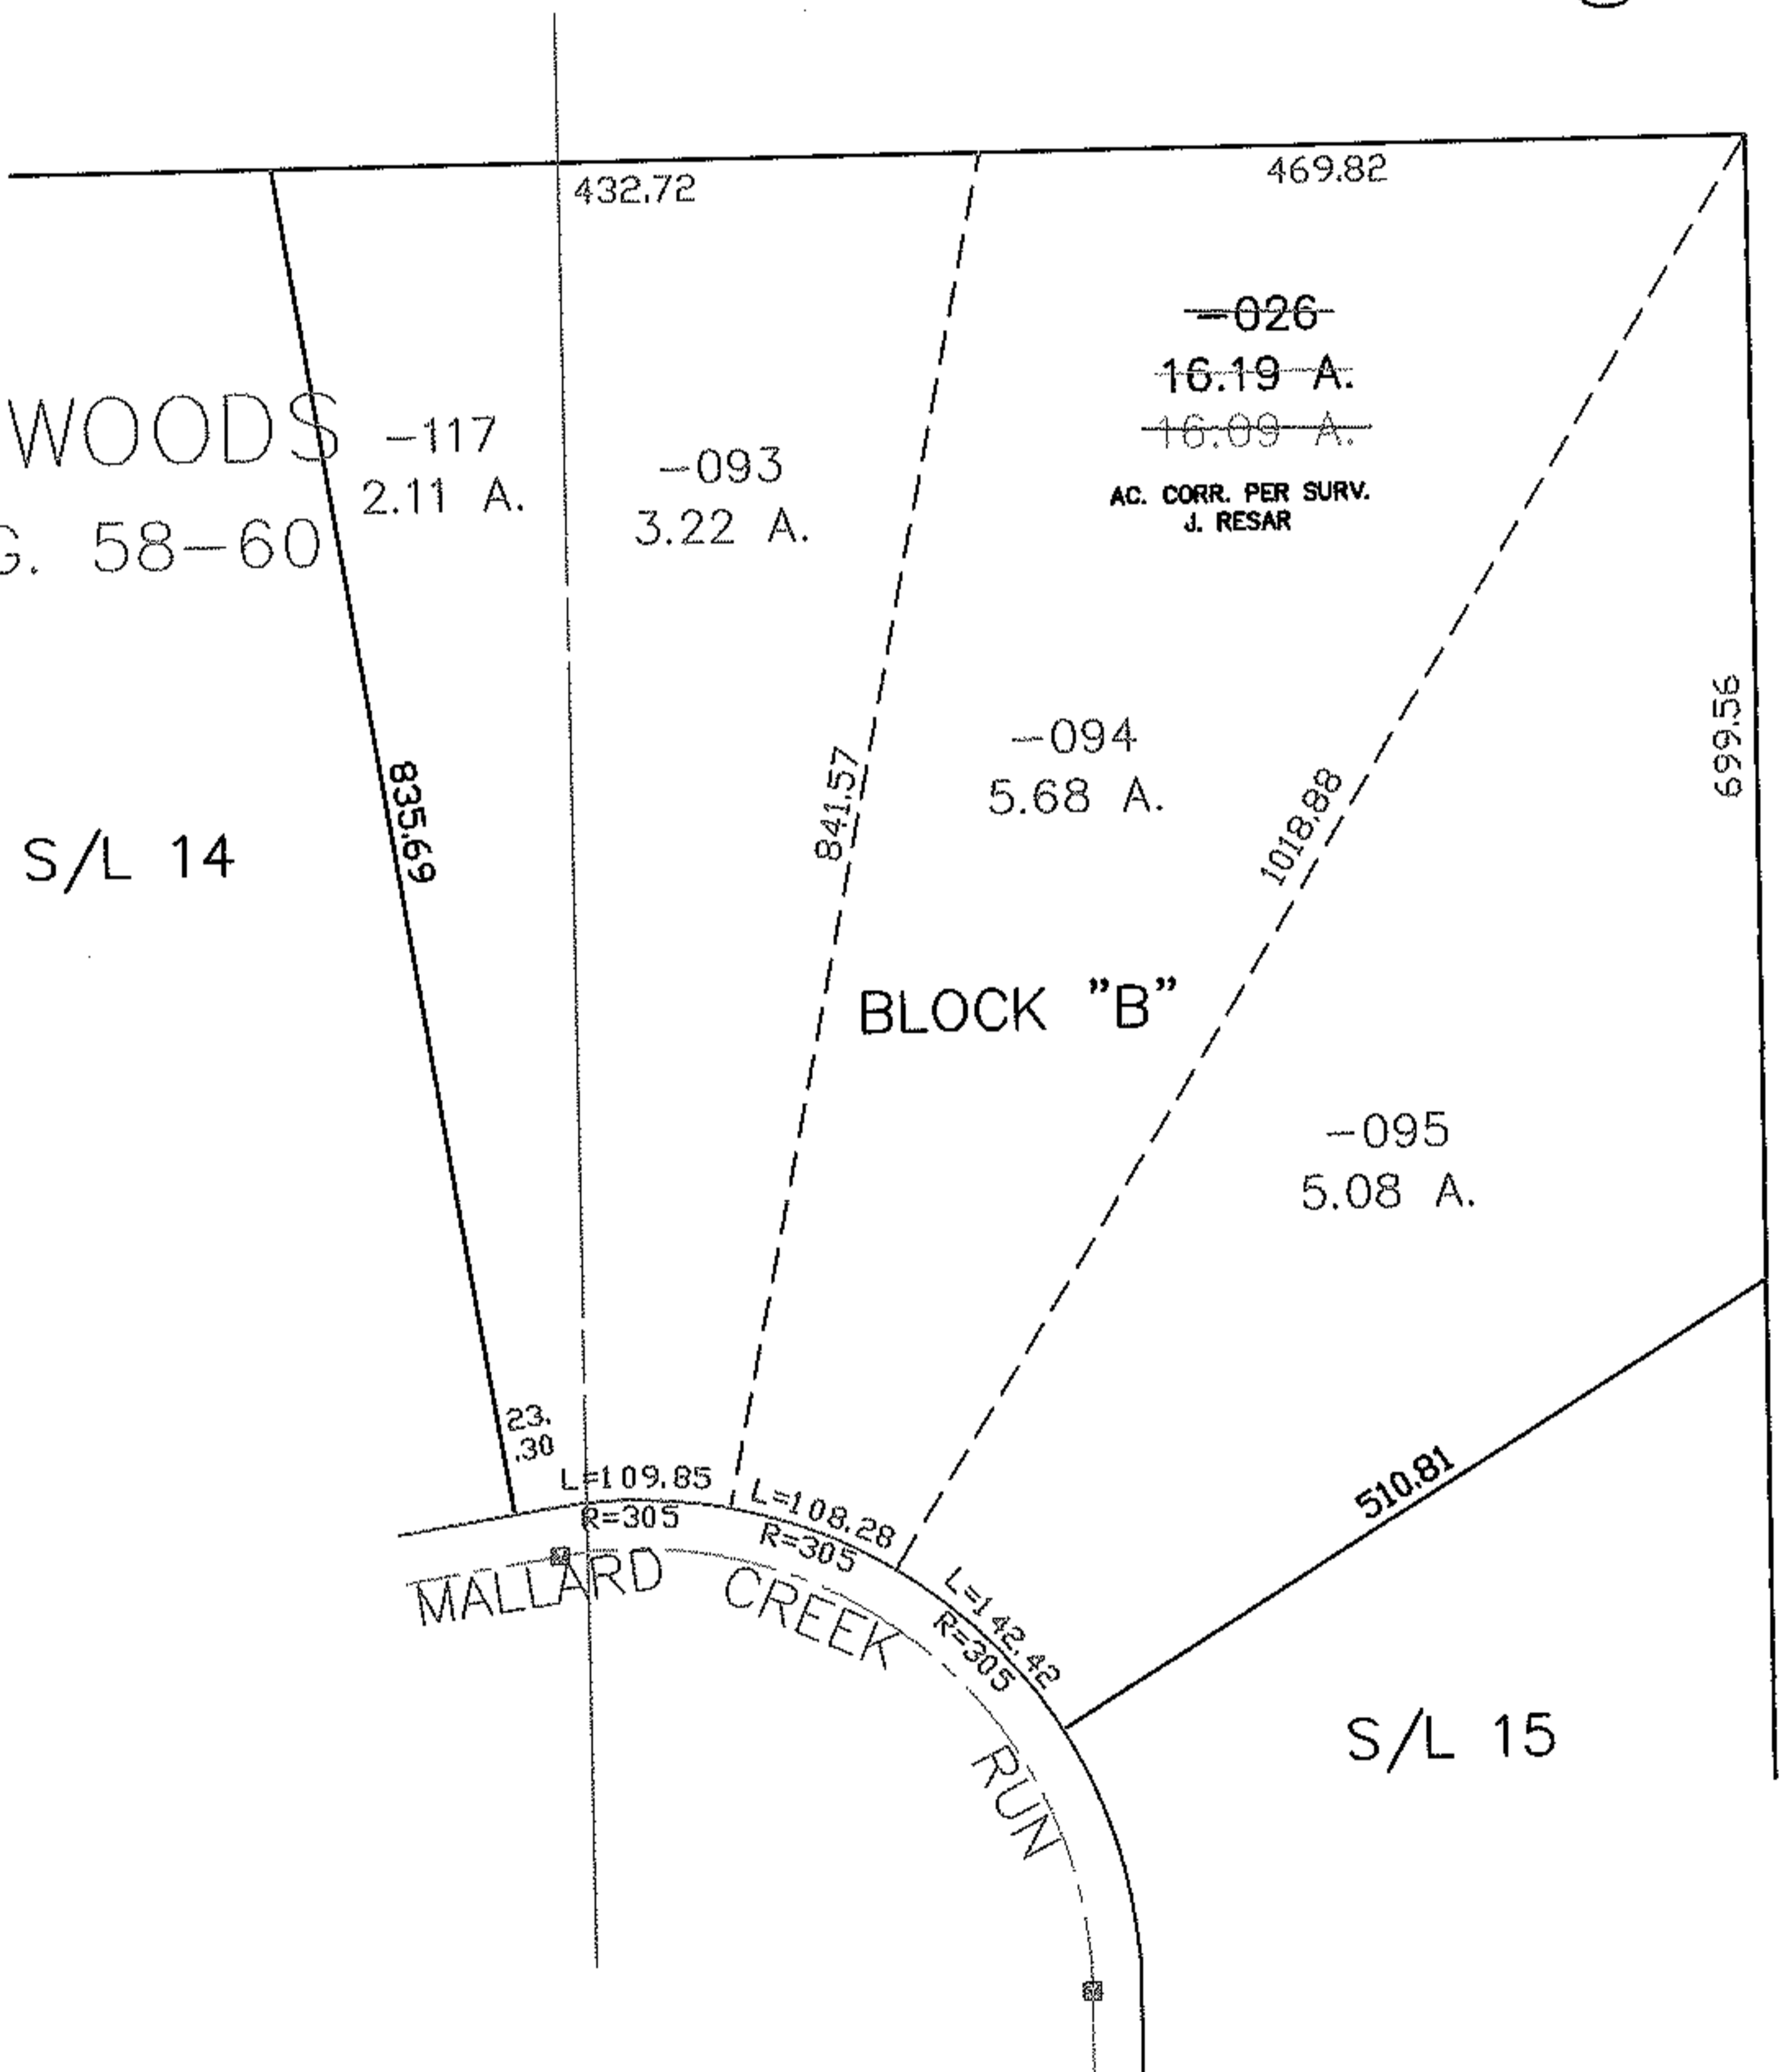 432.72
469.82
-026
16.19 A.
16.09 A.
AC. CORR. PER SURV.
J. RESAR
WOODS
-117
2.11 A.
-093
3.22 A.
G. 58-60
699.56
-094
5.68 A.
841.57
1018.88
835.69
S/L 14
BLOCK "B"
-095
5.08 A.
23.
.30
L=109.85
R=305
L=108.28
R=305
510.81
L=142.42
R=305
MALLARD CREEK RUN
S/L 15